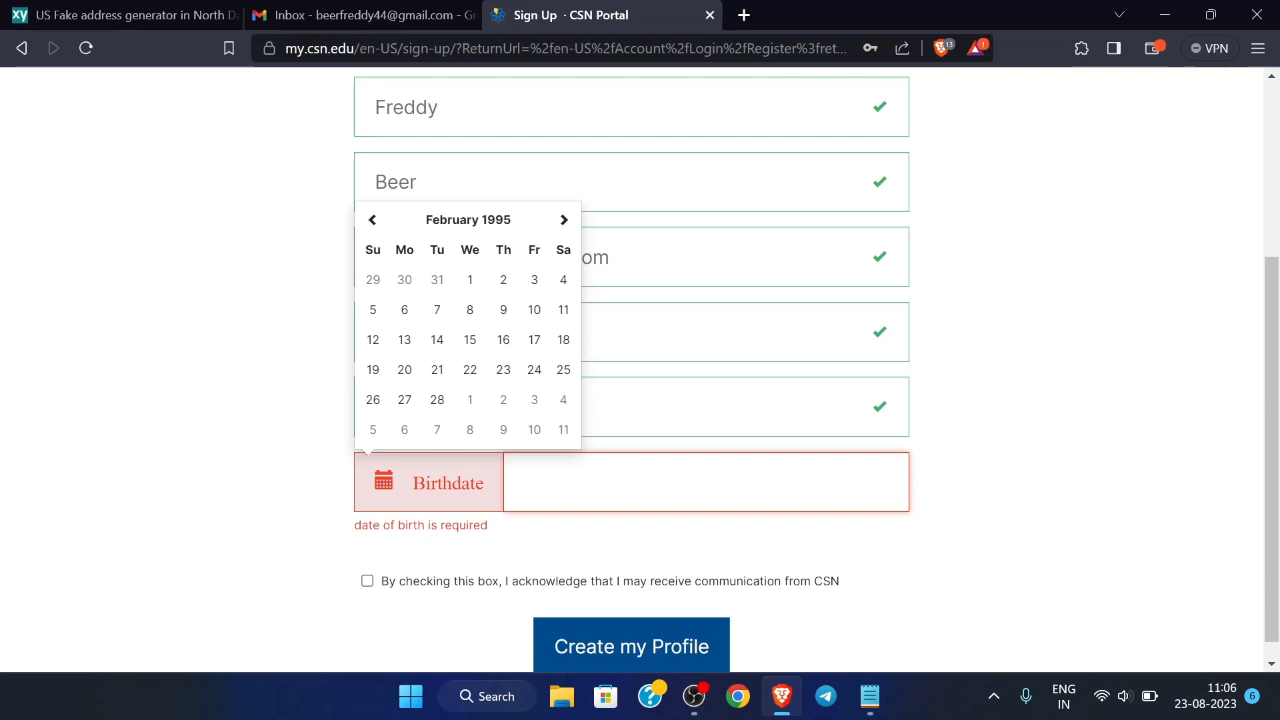 US Fake address generator in North D
Inbox - beerfreddy44@gmail.com - Gm
Sign Up · CSN Portal
my.csn.edu/en-US/sign-up/?ReturnUrl=%2fen-US%2fAccount%2fLogin%2fRegister%3fret...
13
1
VPN
Freddy
Beer
February 1995
Su Mo Tu We Th Fr Sa
om
29 30 31 1 2 3 4
5 6 7 8 9 10 11
12 13 14 15 16 17 18
19 20 21 22 23 24 25
26 27 28 1 2 3 4
5 6 7 8 9 10 11
Birthdate
date of birth is required
By checking this box, I acknowledge that I may receive communication from CSN
Create my Profile
Search
ENG
IN
11:06
23-08-2023
6